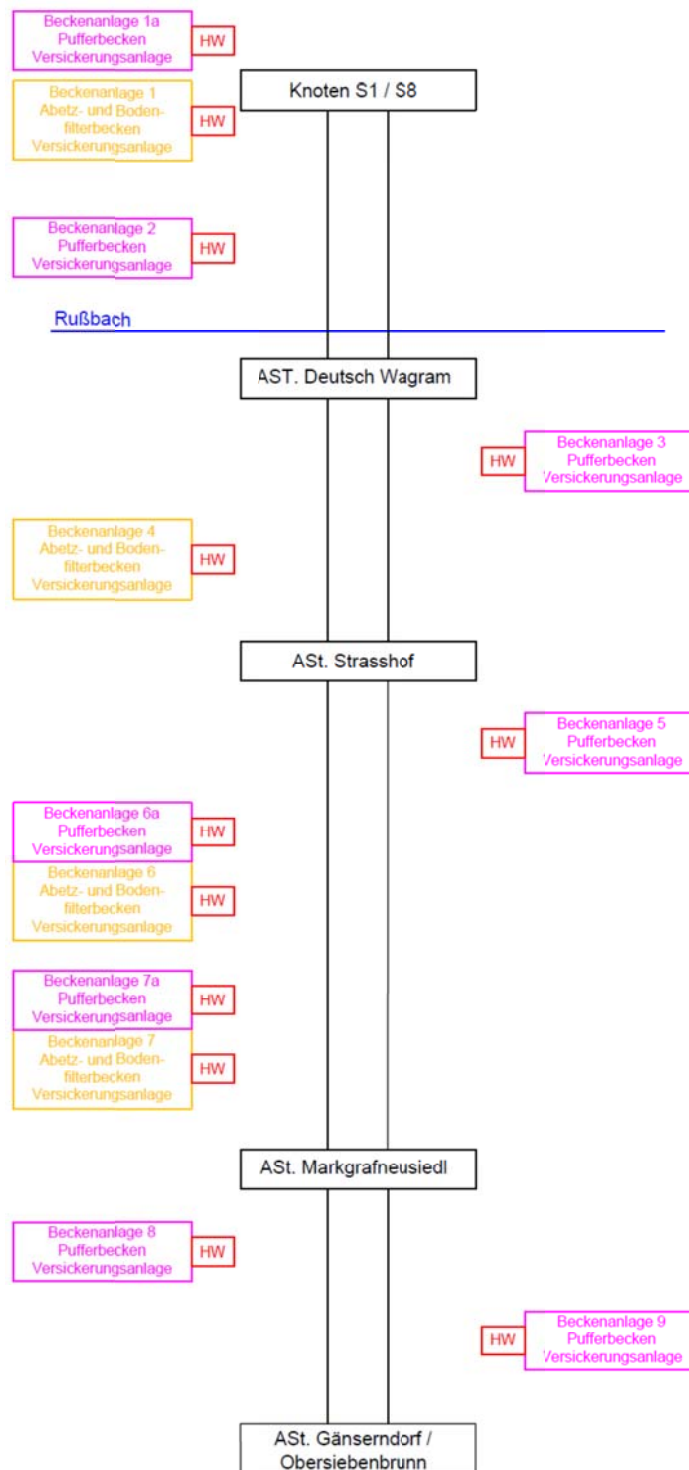 Beckenanlage 1a
Pufferbecken
Versickerungsanlage
HW
Knoten S1 / S8
Beckenanlage 1
Abetz- und Boden-
filterbecken
Versickerungsanlage
HW
Beckenanlage 2
Pufferbecken
Versickerungsanlage
HW
Rußbach
AST. Deutsch Wagram
HW
Beckenanlage 3
Pufferbecken
Versickerungsanlage
Beckenanlage 4
Abetz- und Boden-
filterbecken
Versickerungsanlage
HW
ASt. Strasshof
HW
Beckenanlage 5
Pufferbecken
Versickerungsanlage
Beckenanlage 6a
Pufferbecken
Versickerungsanlage
HW
Beckenanlage 6
Abetz- und Boden-
filterbecken
Versickerungsanlage
HW
Beckenanlage 7a
Pufferbecken
Versickerungsanlage
HW
Beckenanlage 7
Abetz- und Boden-
filterbecken
Versickerungsanlage
HW
ASt. Markgrafneusiedl
Beckenanlage 8
Pufferbecken
Versickerungsanlage
HW
HW
Beckenanlage 9
Pufferbecken
Versickerungsanlage
ASt. Gänserndorf /
Obersiebenbrunn